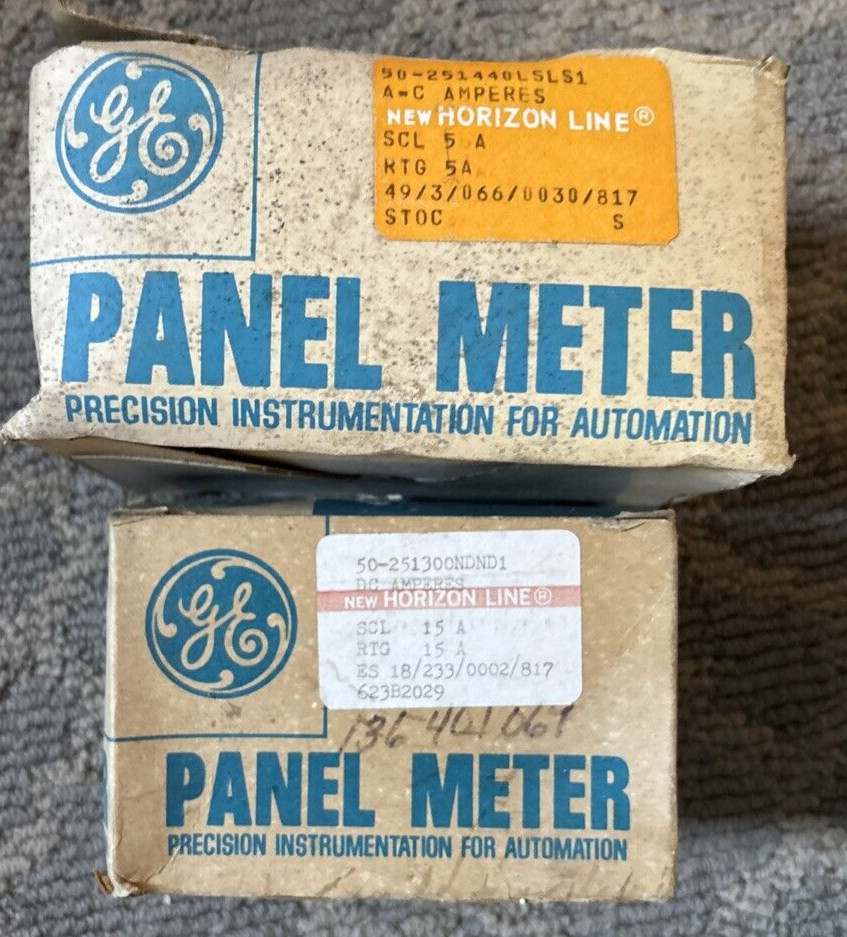 GE
50-251440LSLS1
A-C AMPERES
NEW HORIZON LINE®
SCL 5 A
RTG 5A
49/3/066/0030/817
STOC S
PANEL METER
PRECISION INSTRUMENTATION FOR AUTOMATION
GE
50-251300NDND1
DC AMPERES
NEW HORIZON LINE®
SCL 15 A
RTG 15 A
ES 18/233/0002/817
623B2029
PANEL METER
PRECISION INSTRUMENTATION FOR AUTOMATION